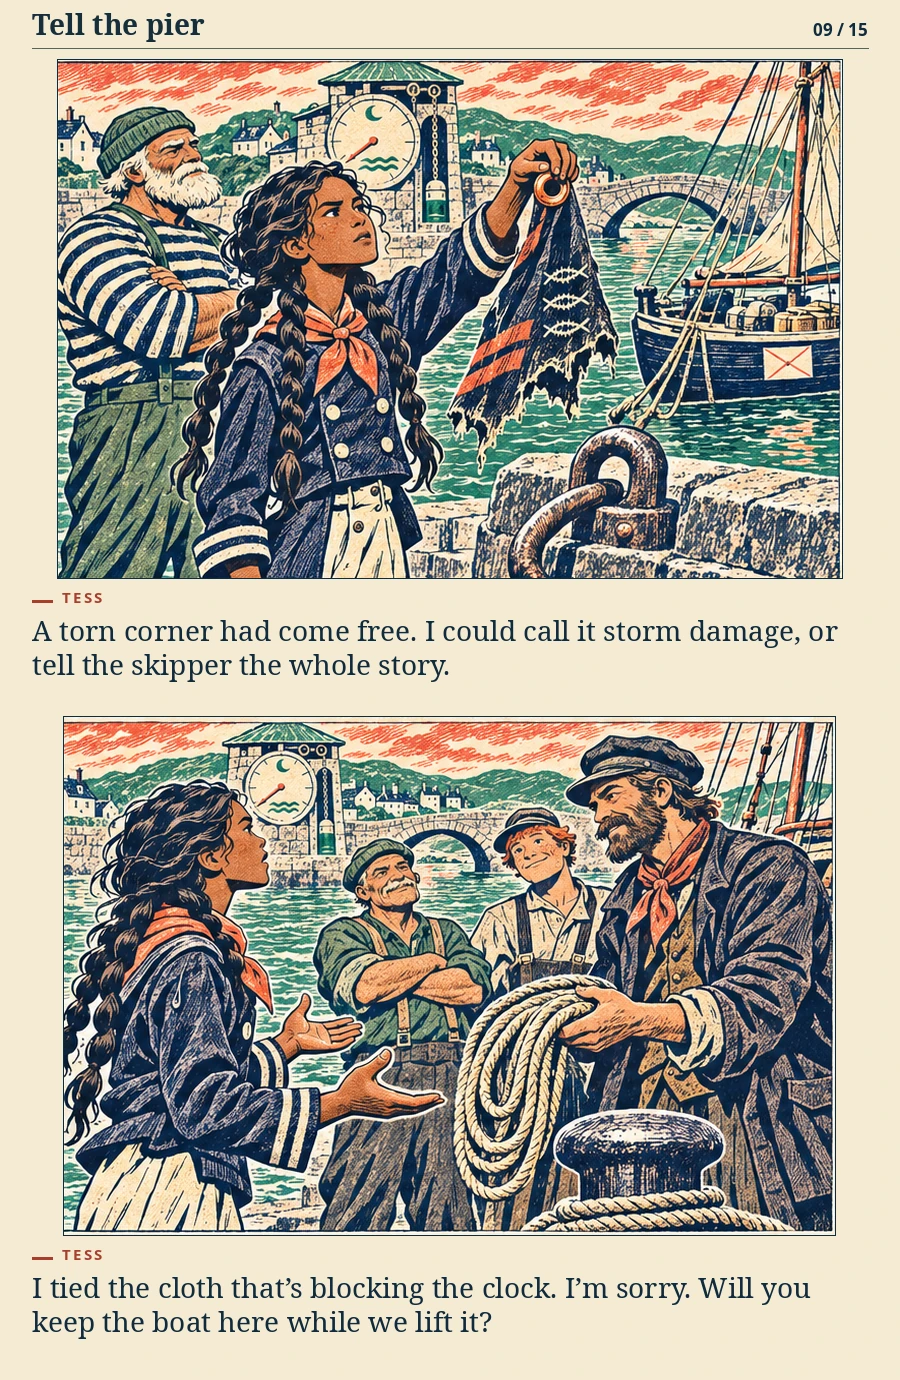 Tell the pier
09 / 15
TESS
A torn corner had come free. I could call it storm damage, or
tell the skipper the whole story.
TESS
I tied the cloth that’s blocking the clock. I’m sorry. Will you
keep the boat here while we lift it?